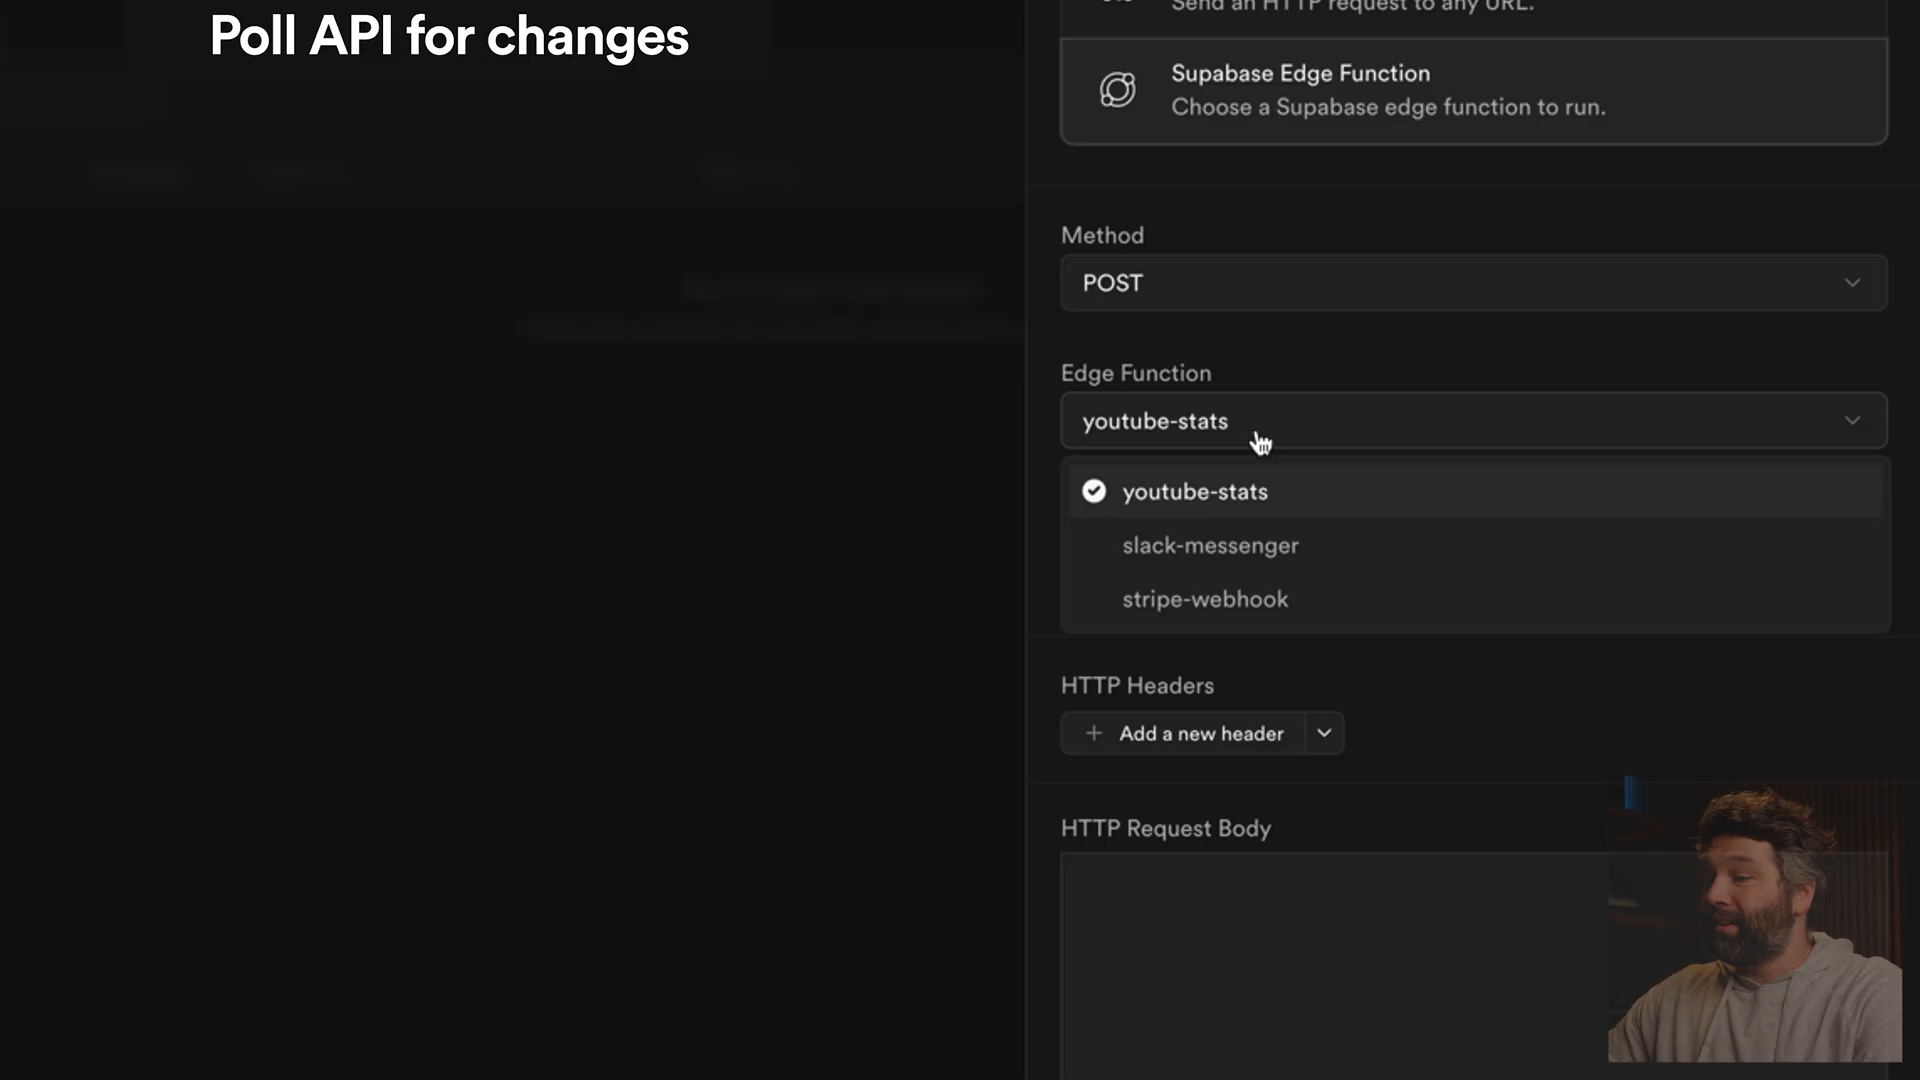 Poll API for changes
Send an HTTP request to any URL.
Supabase Edge Function
Choose a Supabase edge function to run.
Method
POST
Edge Function
youtube-stats
youtube-stats
slack-messenger
stripe-webhook
HTTP Headers
Add a new header
HTTP Request Body